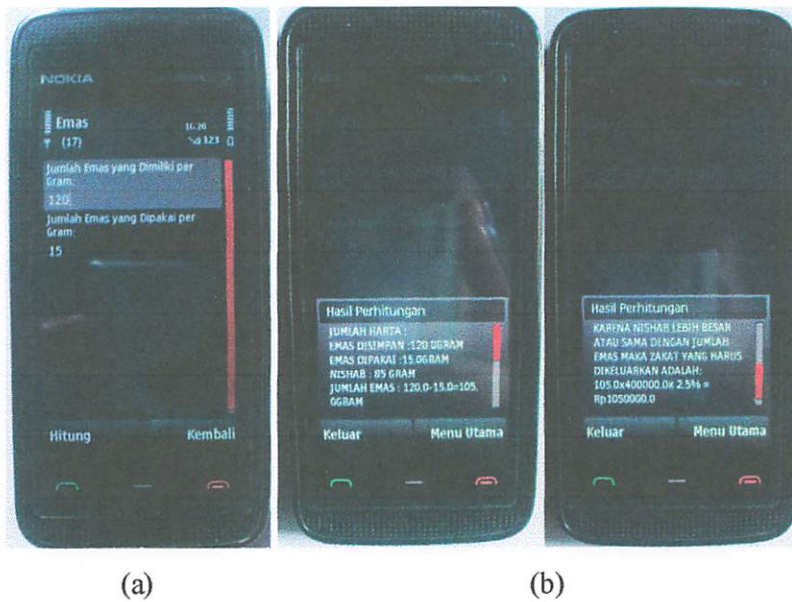 NOKIA
Emas
16.26
(17)
123
Jumlah Emas yang Dimiliki per
Gram:
120
Jumlah Emas yang Dipakai per
Gram:
15
Hitung Kembali
Hasil Perhitungan
JUMLAH HARTA :
EMAS DISIMPAN :120.0GRAM
EMAS DIPAKAI :15.0GRAM
NISHAB : 85 GRAM
JUMLAH EMAS : 120.0-15.0=105.
0GRAM
Keluar Menu Utama
Hasil Perhitungan
KARENA NISHAB LEBIH BESAR
ATAU SAMA DENGAN JUMLAH
EMAS MAKA ZAKAT YANG HARUS
DIKELUARKAN ADALAH:
105.0x400000.0x 2.5% =
Rp1050000.0
Keluar Menu Utama
(a)
(b)